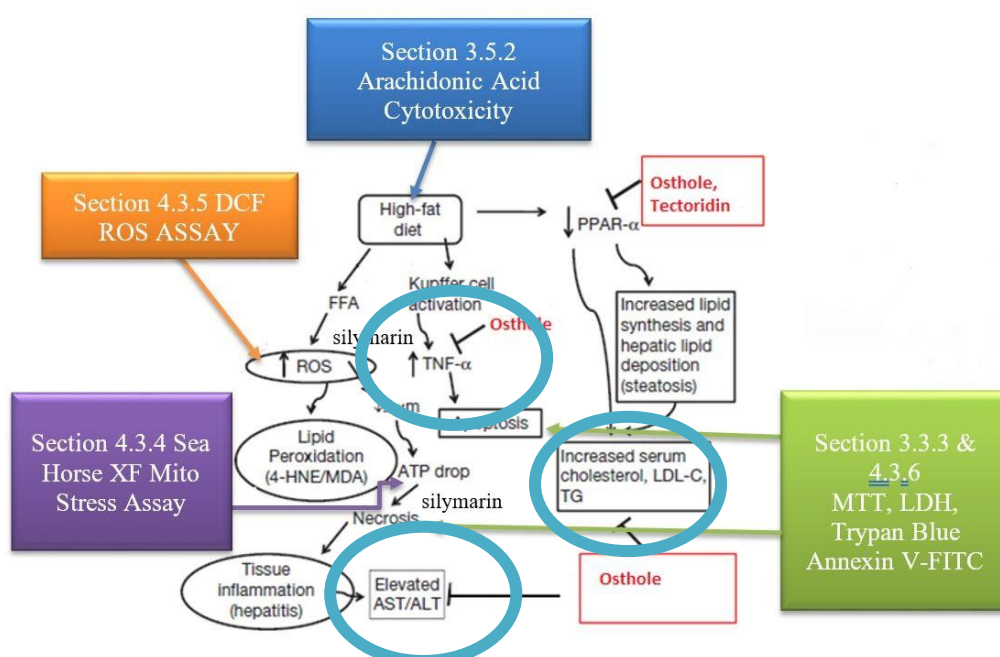 Section 3.5.2
Arachidonic Acid
Cytotoxicity
Section 4.3.5 DCF
ROS ASSAY
Osthole,
Tectoridin
High-fat
diet
PPAR-α
Kupffer cell
activation
FFA
Increased lipid
synthesis and
hepatic lipid
deposition
(steatosis)
silymarin
Osthole
ROS
TNF-α
Apoptosis
Section 4.3.4 Sea
Horse XF Mito
Stress Assay
Lipid
Peroxidation
(4-HNE/MDA)
ATP drop
silymarin
Necrosis
Increased serum
cholesterol, LDL-C,
TG
Section 3.3.3 &
4.3.6
MTT, LDH,
Trypan Blue
Annexin V-FITC
Tissue
inflammation
(hepatitis)
Elevated
AST/ALT
Osthole